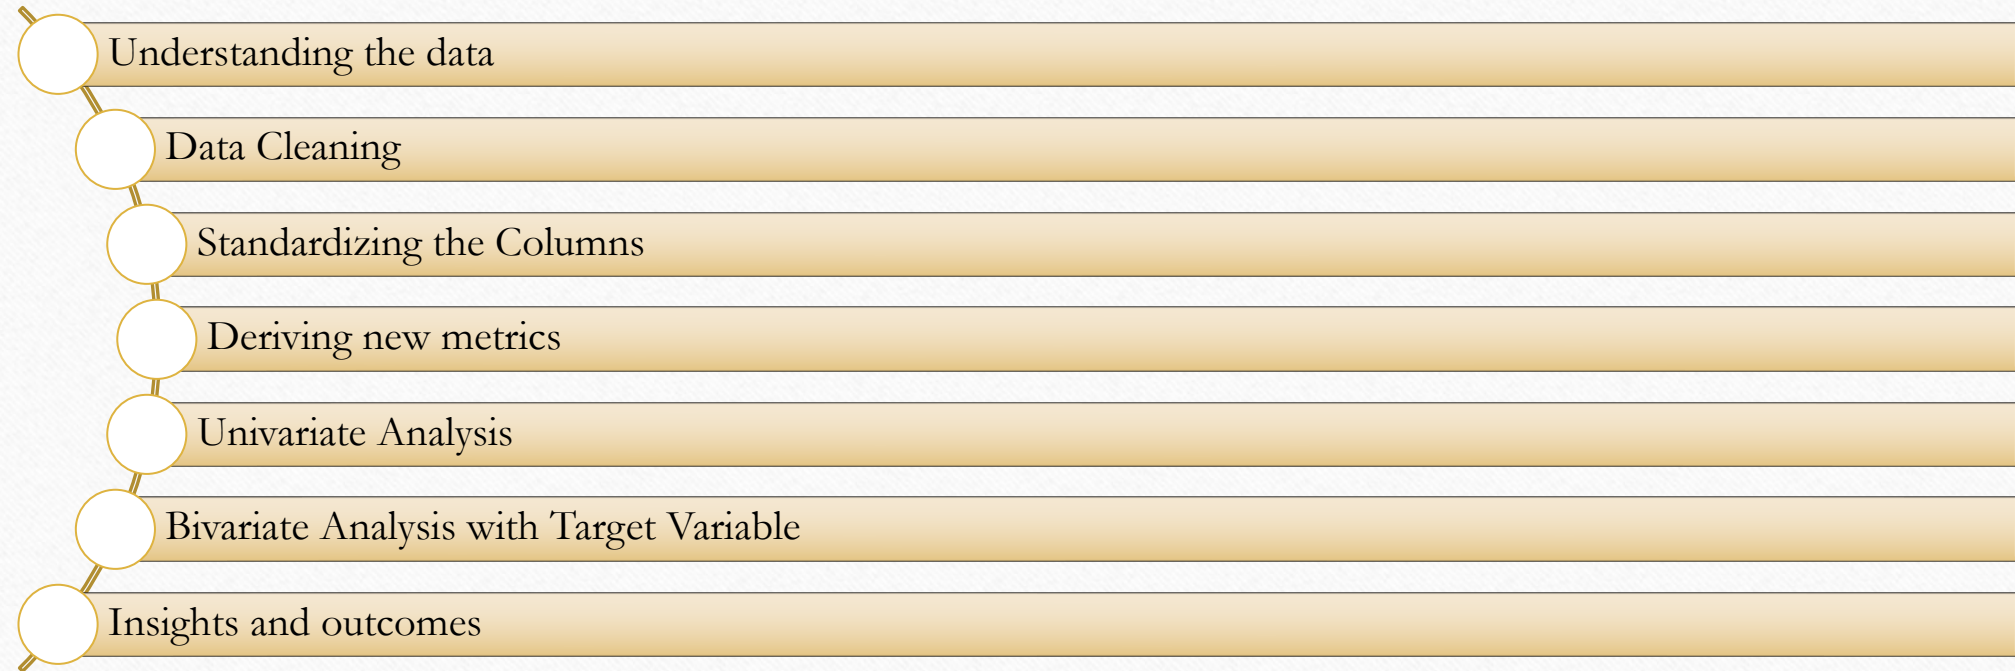 Understanding the data
Data Cleaning
Standardizing the Columns
Deriving new metrics
Univariate Analysis
Bivariate Analysis with Target Variable
Insights and outcomes